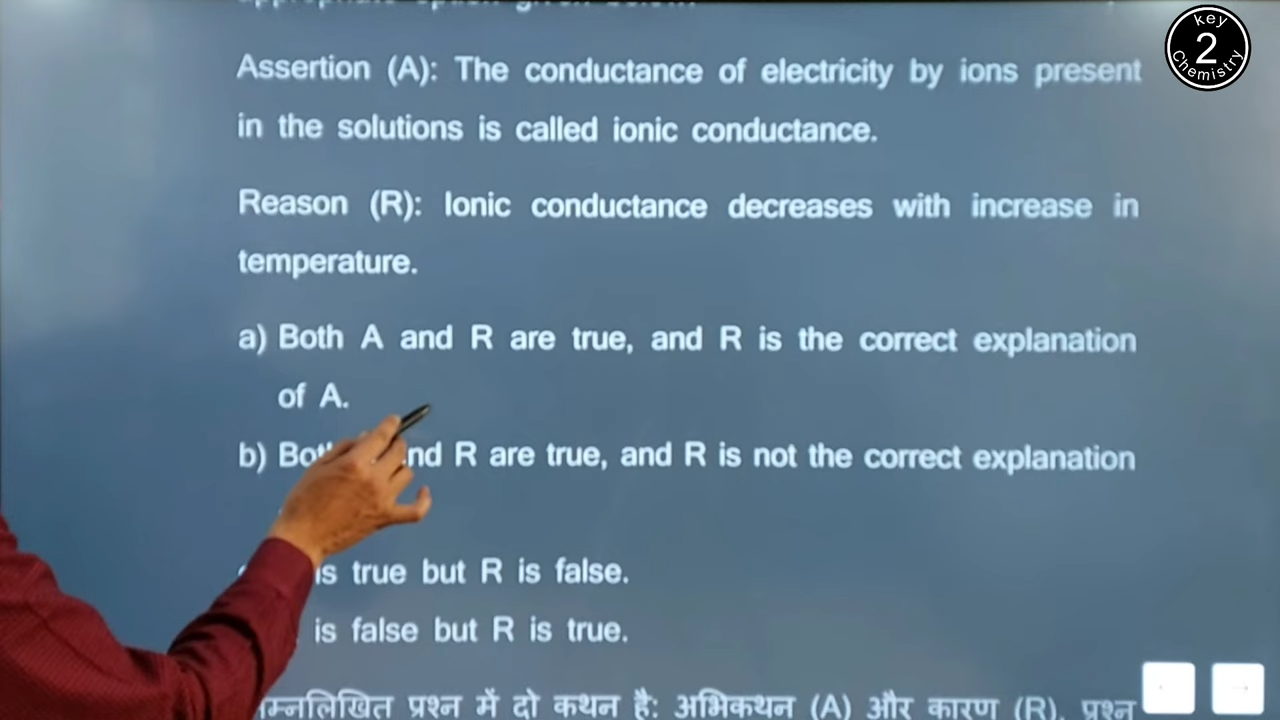 key
2
Chemistry
Assertion (A): The conductance of electricity by ions present
in the solutions is called ionic conductance.
Reason (R): Ionic conductance decreases with increase in
temperature.
a) Both A and R are true, and R is the correct explanation
of A.
b) nd R are true, and R is not the correct explanation
is true but R is false.
is false but R is true.
प्रश्न में दो कथन है: अभिकथन (A) और कारण (R). प्रश्न